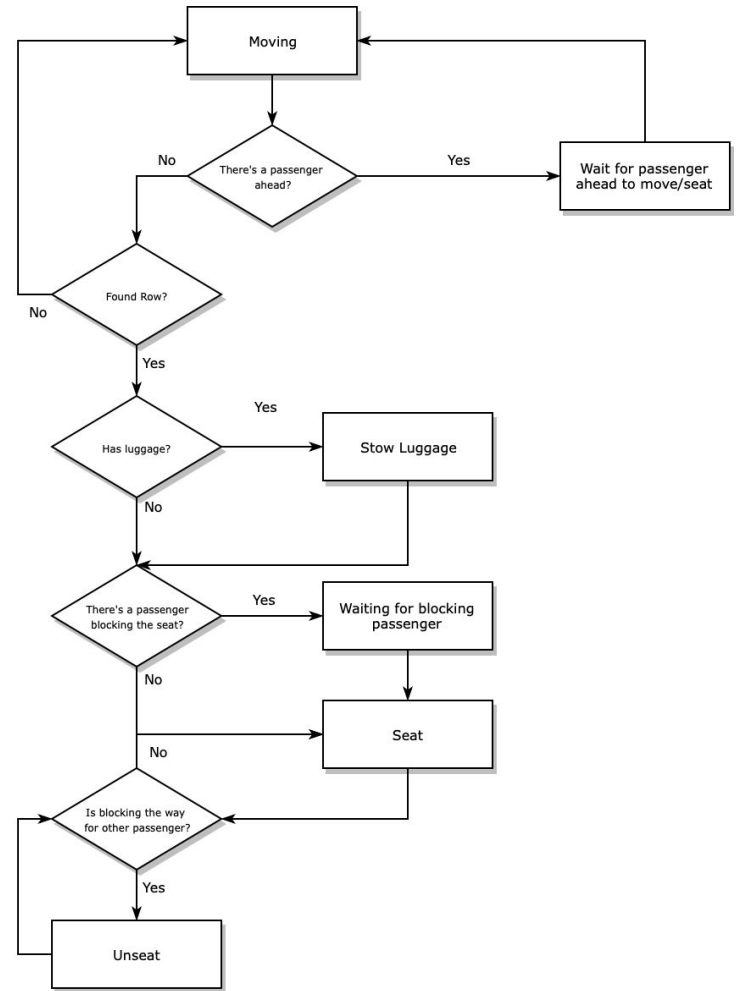 Moving
No
There's a passenger
ahead?
Yes
Wait for passenger
ahead to move/seat
Found Row?
No
Yes
Has luggage?
Yes
Stow Luggage
No
There's a passenger
blocking the seat?
Yes
Waiting for blocking
passenger
No
Seat
No
Is blocking the way
for other passenger?
Yes
Unseat